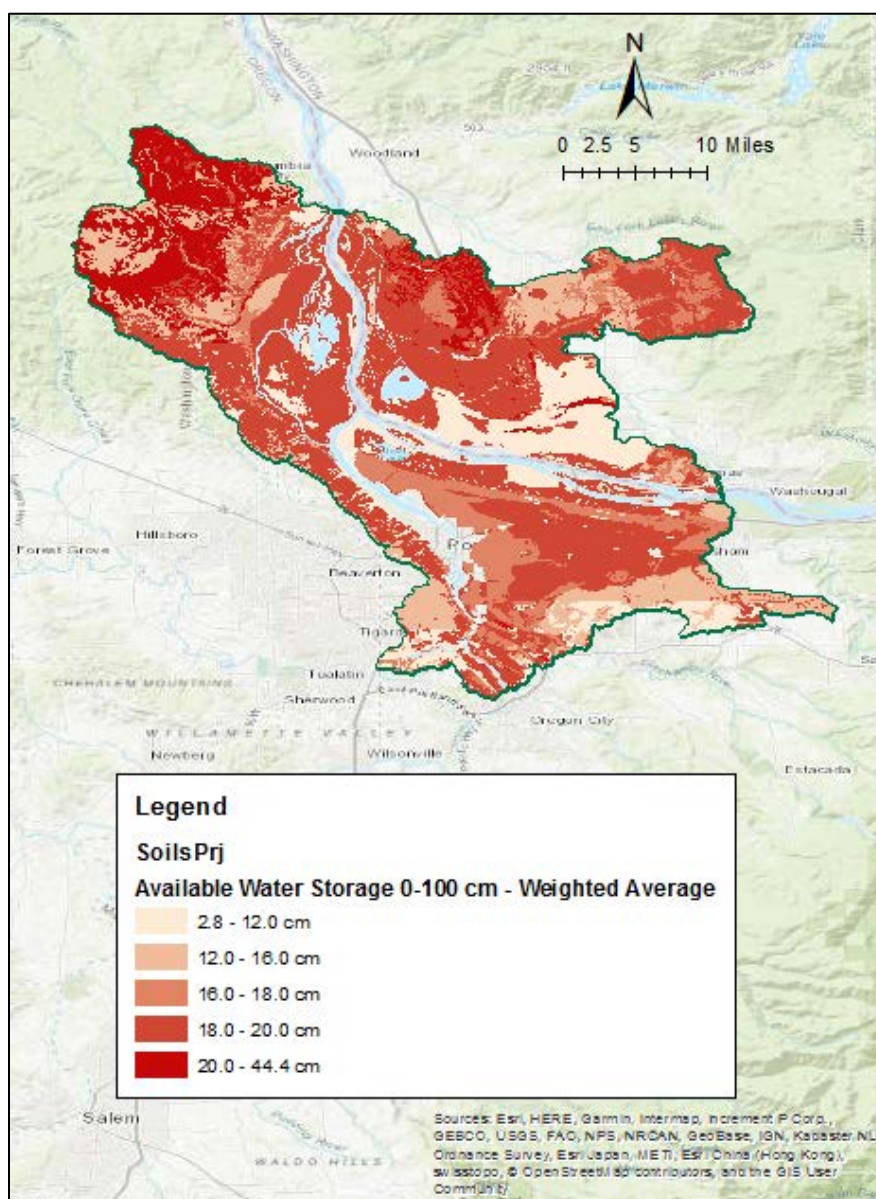 WASHINGTON
OREGON
N
Woodland
503
0 2.5 5 10 Miles
Washougal
Hillsboro
Forest Grove
Beaverton
Po
sham
Tigard
Tualatin
CHEHALEM MOUNTAINS
Sherwood
Oregon City
WILLAMETTE VALLEY
Newberg
Wilsonville
Estacada
Legend
SoilsPrj
Available Water Storage 0-100 cm - Weighted Average
2.8 - 12.0 cm
12.0 - 16.0 cm
16.0 - 18.0 cm
18.0 - 20.0 cm
20.0 - 44.4 cm
Salem
WALDO HILLS
Sources: Esri, HERE, Garmin, Intermap, increment P Corp.,
GEBCO, USGS, FAO, NPS, NRCAN, GeoBase, IGN, Kadaster NL,
Ordnance Survey, Esri Japan, METI, Esri China (Hong Kong),
swisstopo, © OpenStreetMap contributors, and the GIS User
Community